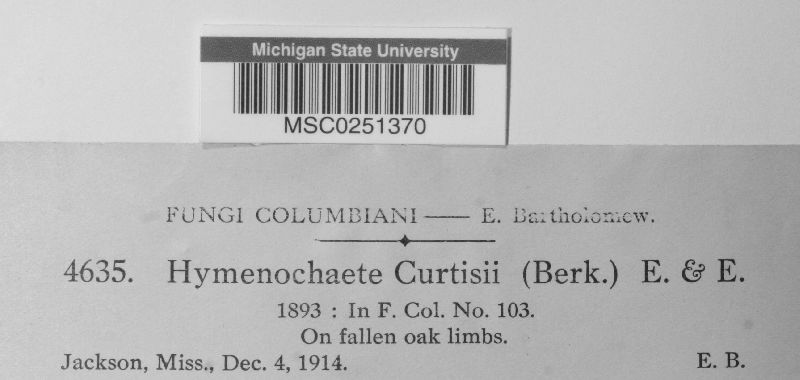 Michigan State University
MSC0251370
FUNGI COLUMBIANI — E. Bartholomew.
4635. Hymenochaete Curtisii (Berk.) E. & E.
1893 : In F. Col. No. 103.
On fallen oak limbs.
Jackson, Miss., Dec. 4, 1914. E. B.